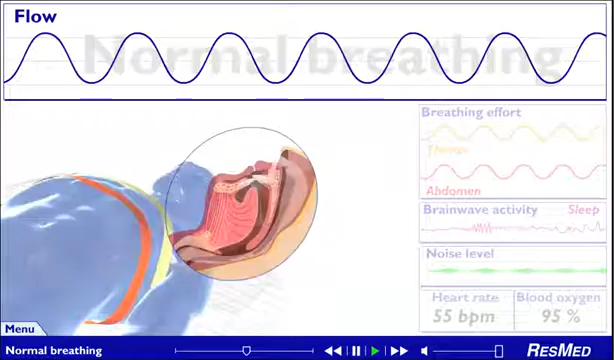 Flow
Normal breathing
Breathing effort
Thorax
Abdomen
Brainwave activity Sleep
Noise level
Heart rate Blood oxygen
55 bpm 95 %
Menu
Normal breathing
RESMED